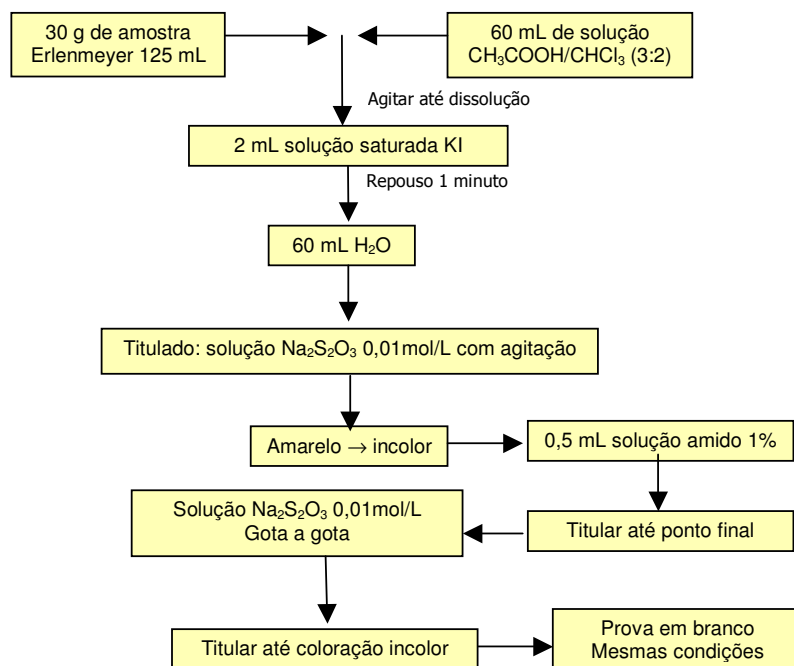 30 g de amostra
Erlenmeyer 125 mL
60 mL de solução
CH₃COOH/CHCl₃ (3:2)
Agitar até dissolução
2 mL solução saturada KI
Repouso 1 minuto
60 mL H₂O
Titulado: solução Na₂S₂O₃ 0,01mol/L com agitação
Amarelo → incolor
0,5 mL solução amido 1%
Titular até ponto final
Solução Na₂S₂O₃ 0,01mol/L
Gota a gota
Titular até coloração incolor
Prova em branco
Mesmas condições